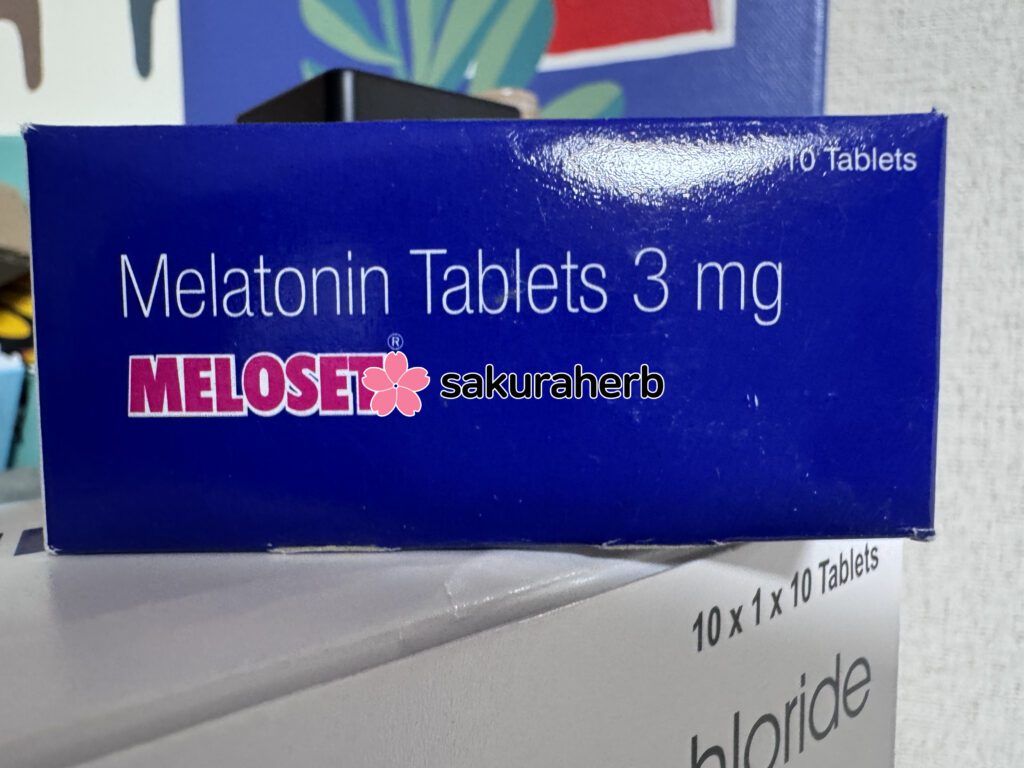 10 Tablets
Melatonin Tablets 3 mg
MELOSET®
sakuraherb
10 x 1 x 10 Tablets
hloride